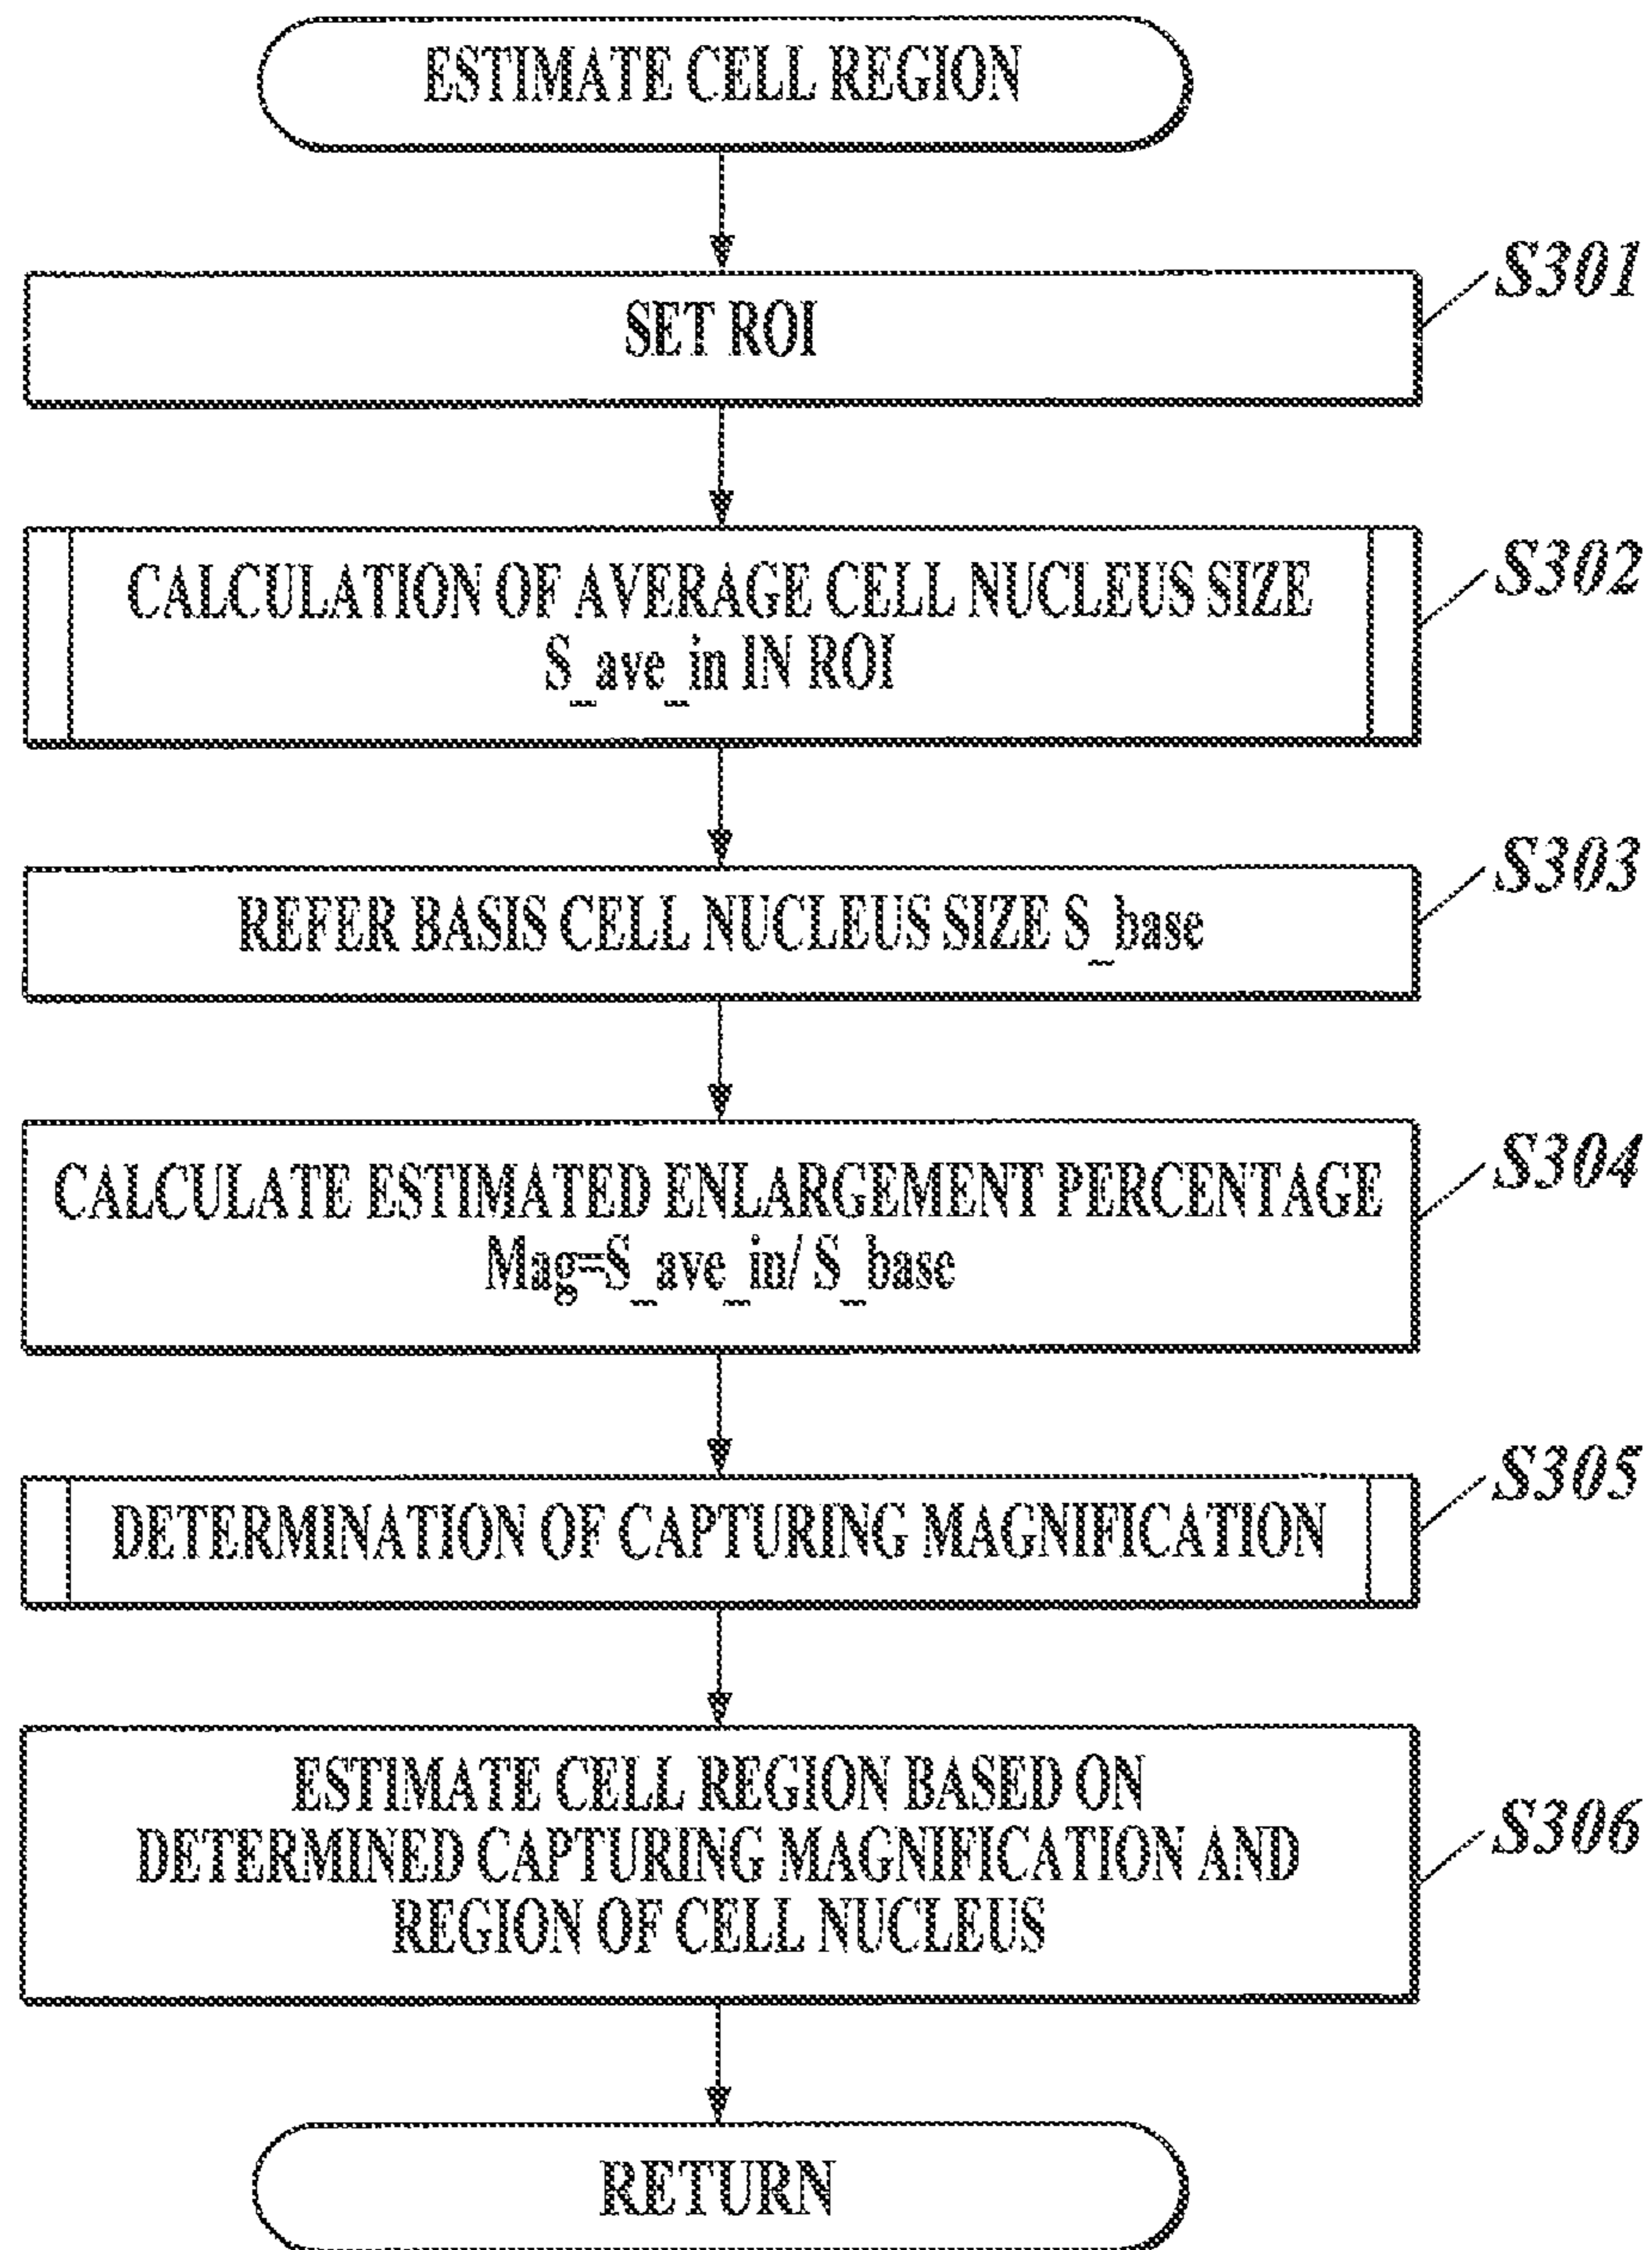 ESTIMATE CELL REGION
S301
SET ROI
S302
CALCULATION OF AVERAGE CELL NUCLEUS SIZE
S_ave_in IN ROI
S303
REFER BASIS CELL NUCLEUS SIZE S_base
S304
CALCULATE ESTIMATED ENLARGEMENT PERCENTAGE
Mag=S_ave_in/ S_base
S305
DETERMINATION OF CAPTURING MAGNIFICATION
S306
ESTIMATE CELL REGION BASED ON
DETERMINED CAPTURING MAGNIFICATION AND
REGION OF CELL NUCLEUS
RETURN